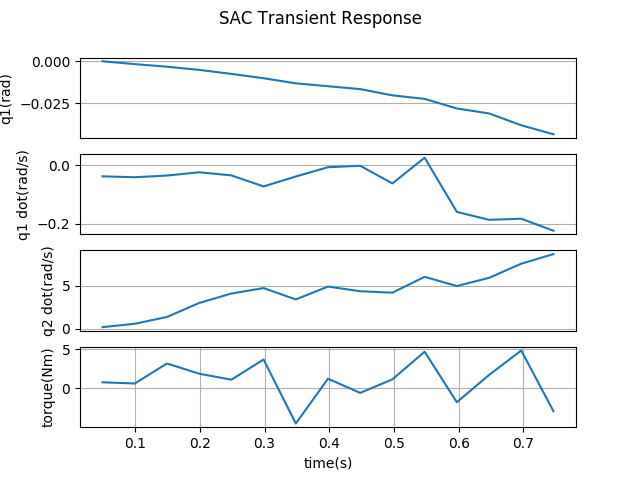 SAC Transient Response
0.000
−0.025
q1(rad)
0.0
−0.2
q1 dot(rad/s)
5
0
q2 dot(rad/s)
5
0
torque(Nm)
0.1 0.2 0.3 0.4 0.5 0.6 0.7
time(s)